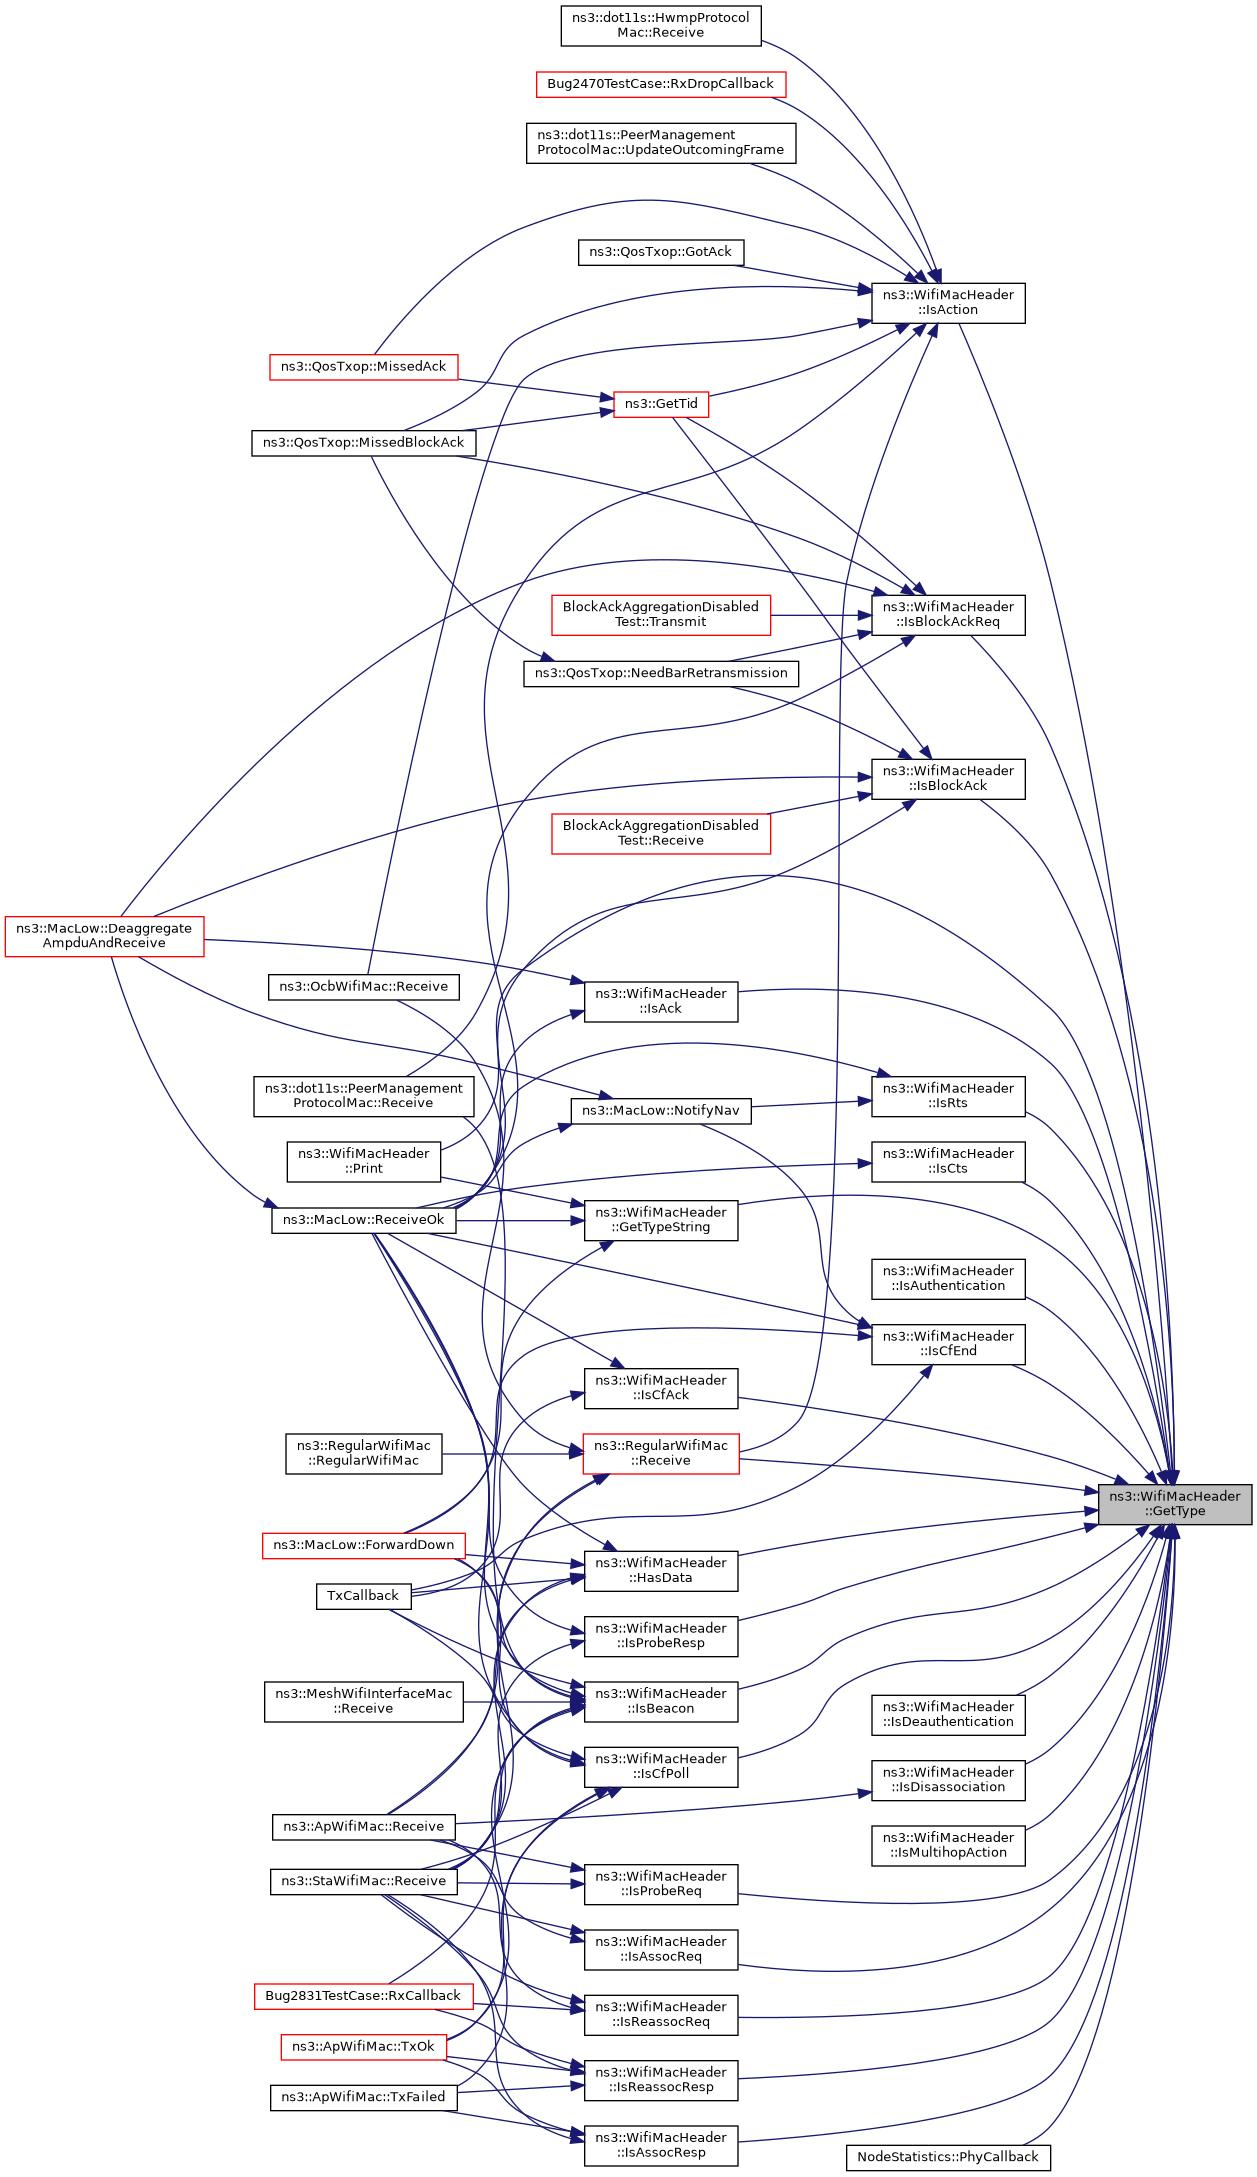 ns3::dot11s::HwmpProtocol
Mac::Receive
Bug2470TestCase::RxDropCallback
ns3::dot11s::PeerManagement
ProtocolMac::UpdateOutcomingFrame
ns3::QosTxop::GotAck
ns3::WifiMacHeader
::IsAction
ns3::QosTxop::MissedAck
ns3::GetTid
ns3::QosTxop::MissedBlockAck
BlockAckAggregationDisabled
Test::Transmit
ns3::WifiMacHeader
::IsBlockAckReq
ns3::QosTxop::NeedBarRetransmission
ns3::WifiMacHeader
::IsBlockAck
BlockAckAggregationDisabled
Test::Receive
ns3::MacLow::Deaggregate
AmpduAndReceive
ns3::OcbWifiMac::Receive
ns3::WifiMacHeader
::IsAck
ns3::dot11s::PeerManagement
ProtocolMac::Receive
ns3::MacLow::NotifyNav
ns3::WifiMacHeader
::IsRts
ns3::WifiMacHeader
::Print
ns3::WifiMacHeader
::IsCts
ns3::MacLow::ReceiveOk
ns3::WifiMacHeader
::GetTypeString
ns3::WifiMacHeader
::IsAuthentication
ns3::WifiMacHeader
::IsCfEnd
ns3::WifiMacHeader
::IsCfAck
ns3::RegularWifiMac
::RegularWifiMac
ns3::RegularWifiMac
::Receive
ns3::WifiMacHeader
::GetType
ns3::MacLow::ForwardDown
ns3::WifiMacHeader
::HasData
TxCallback
ns3::WifiMacHeader
::IsProbeResp
ns3::MeshWifiInterfaceMac
::Receive
ns3::WifiMacHeader
::IsBeacon
ns3::WifiMacHeader
::IsDeauthentication
ns3::WifiMacHeader
::IsCfPoll
ns3::WifiMacHeader
::IsDisassociation
ns3::ApWifiMac::Receive
ns3::WifiMacHeader
::IsMultihopAction
ns3::StaWifiMac::Receive
ns3::WifiMacHeader
::IsProbeReq
ns3::WifiMacHeader
::IsAssocReq
Bug2831TestCase::RxCallback
ns3::WifiMacHeader
::IsReassocReq
ns3::ApWifiMac::TxOk
ns3::WifiMacHeader
::IsReassocResp
ns3::ApWifiMac::TxFailed
ns3::WifiMacHeader
::IsAssocResp
NodeStatistics::PhyCallback